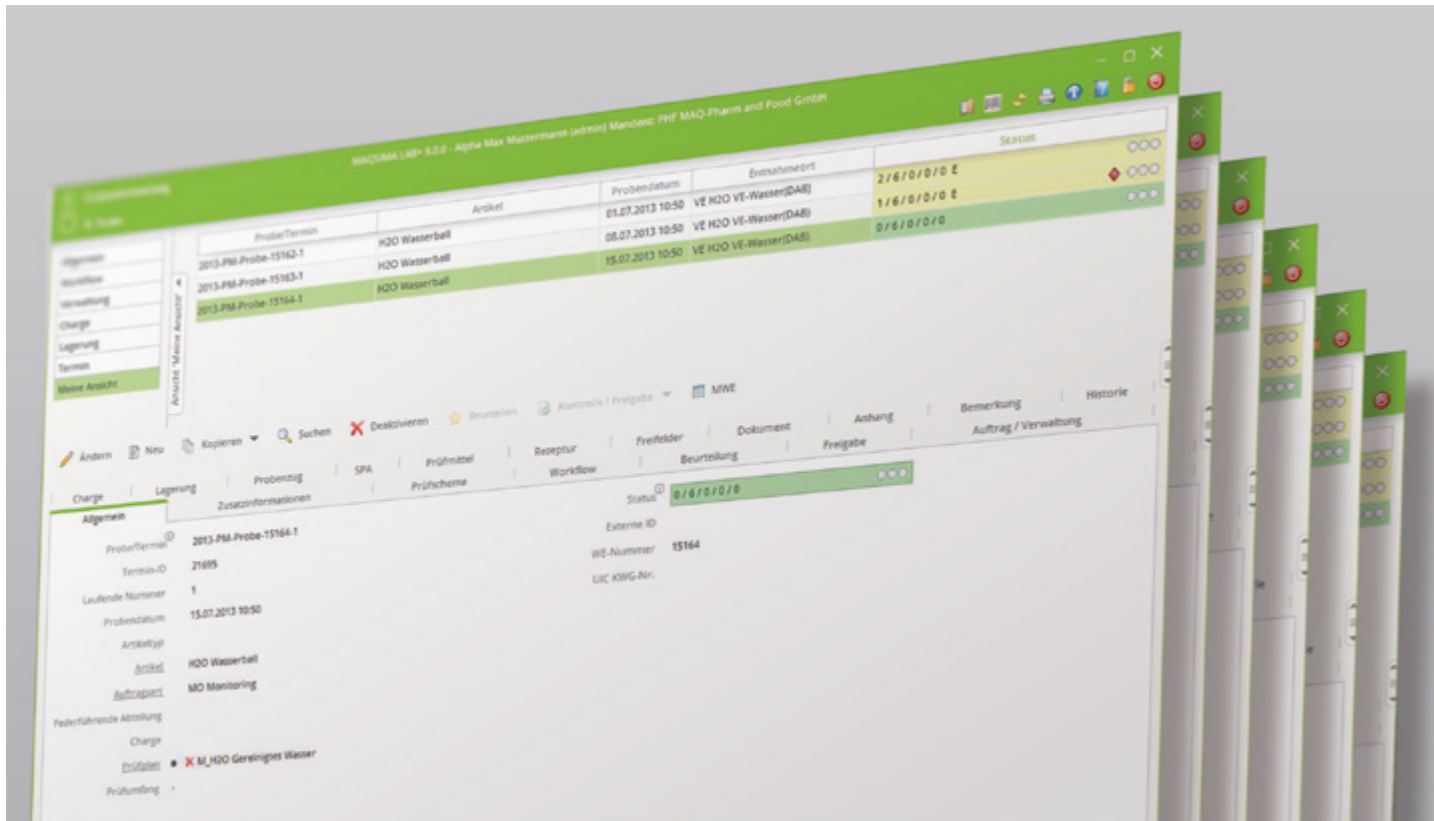 MAQSIMA LAB+ 9.0.0 - Alpha Max Mustermann (admin) Mandant: PHF MAQ-Pharm and Food GmbH
Probe/Termin Artikel Probendatum Entnahmeort Status
2013-PM-Probe-15162-1 H2O Wasserball 01.07.2013 10:50 VE H2O VE-Wasser(DAB) 2/6/0/0/0 E
2013-PM-Probe-15163-1 H2O Wasserball 08.07.2013 10:50 VE H2O VE-Wasser(DAB) 1/6/0/0/0 E
2013-PM-Probe-15164-1 H2O Wasserball 15.07.2013 10:50 VE H2O VE-Wasser(DAB) 0/6/0/0/0
Allgemein
Workflow
Verwaltung
Charge
Lagerung
Termin
Meine Ansicht
Ansicht 'Meine Ansicht'
Ändern Neu Kopieren Suchen Deaktivieren Beurteilen Kontrolle / Freigabe MWE
Charge Lagerung Probenzug SPA Prüfmittel Rezeptur Freifelder Dokument Anhang Bemerkung Historie
Allgemein Zusatzinformationen Prüfschema Workflow Beurteilung Freigabe Auftrag / Verwaltung
Probe/Termin 2013-PM-Probe-15164-1
Termin-ID 21695
Laufende Nummer 1
Probendatum 15.07.2013 10:50
Artikeltyp
Artikel H2O Wasserball
Auftragsart MO Monitoring
Federführende Abteilung
Charge
Prüfplan M_H2O Gereinigtes Wasser
Prüfumfang -
Status 0/6/0/0/0
Externe ID
WE-Nummer 15164
UIC KWG-Nr.